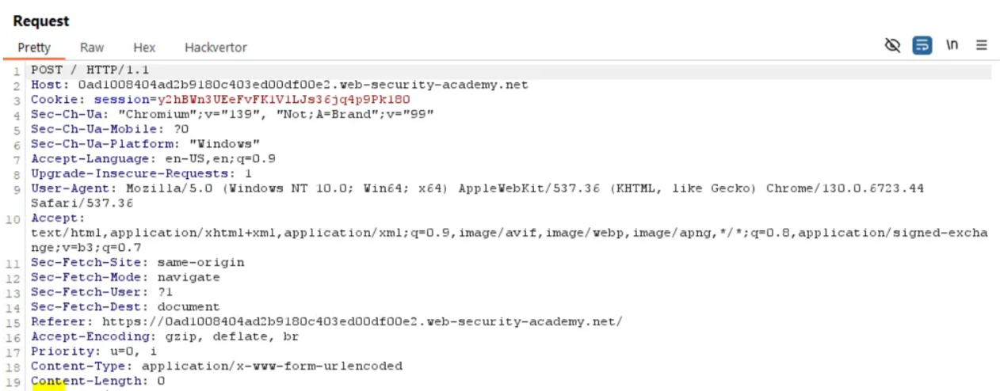 Request
Pretty Raw Hex Hackvertor \n
1 POST / HTTP/1.1
2 Host: 0ad1008404ad2b9180c403ed00df00e2.web-security-academy.net
3 Cookie: session=y2hBWn3UEeFvFK1V1LJs36jq4p9Pk180
4 Sec-Ch-Ua: "Chromium";v="139", "Not;A=Brand";v="99"
5 Sec-Ch-Ua-Mobile: ?0
6 Sec-Ch-Ua-Platform: "Windows"
7 Accept-Language: en-US,en;q=0.9
8 Upgrade-Insecure-Requests: 1
9 User-Agent: Mozilla/5.0 (Windows NT 10.0; Win64; x64) AppleWebKit/537.36 (KHTML, like Gecko) Chrome/130.0.6723.44
Safari/537.36
10 Accept:
text/html,application/xhtml+xml,application/xml;q=0.9,image/avif,image/webp,image/apng,*/*;q=0.8,application/signed-excha
nge;v=b3;q=0.7
11 Sec-Fetch-Site: same-origin
12 Sec-Fetch-Mode: navigate
13 Sec-Fetch-User: ?1
14 Sec-Fetch-Dest: document
15 Referer: https://0ad1008404ad2b9180c403ed00df00e2.web-security-academy.net/
16 Accept-Encoding: gzip, deflate, br
17 Priority: u=0, i
18 Content-Type: application/x-www-form-urlencoded
19 Content-Length: 0